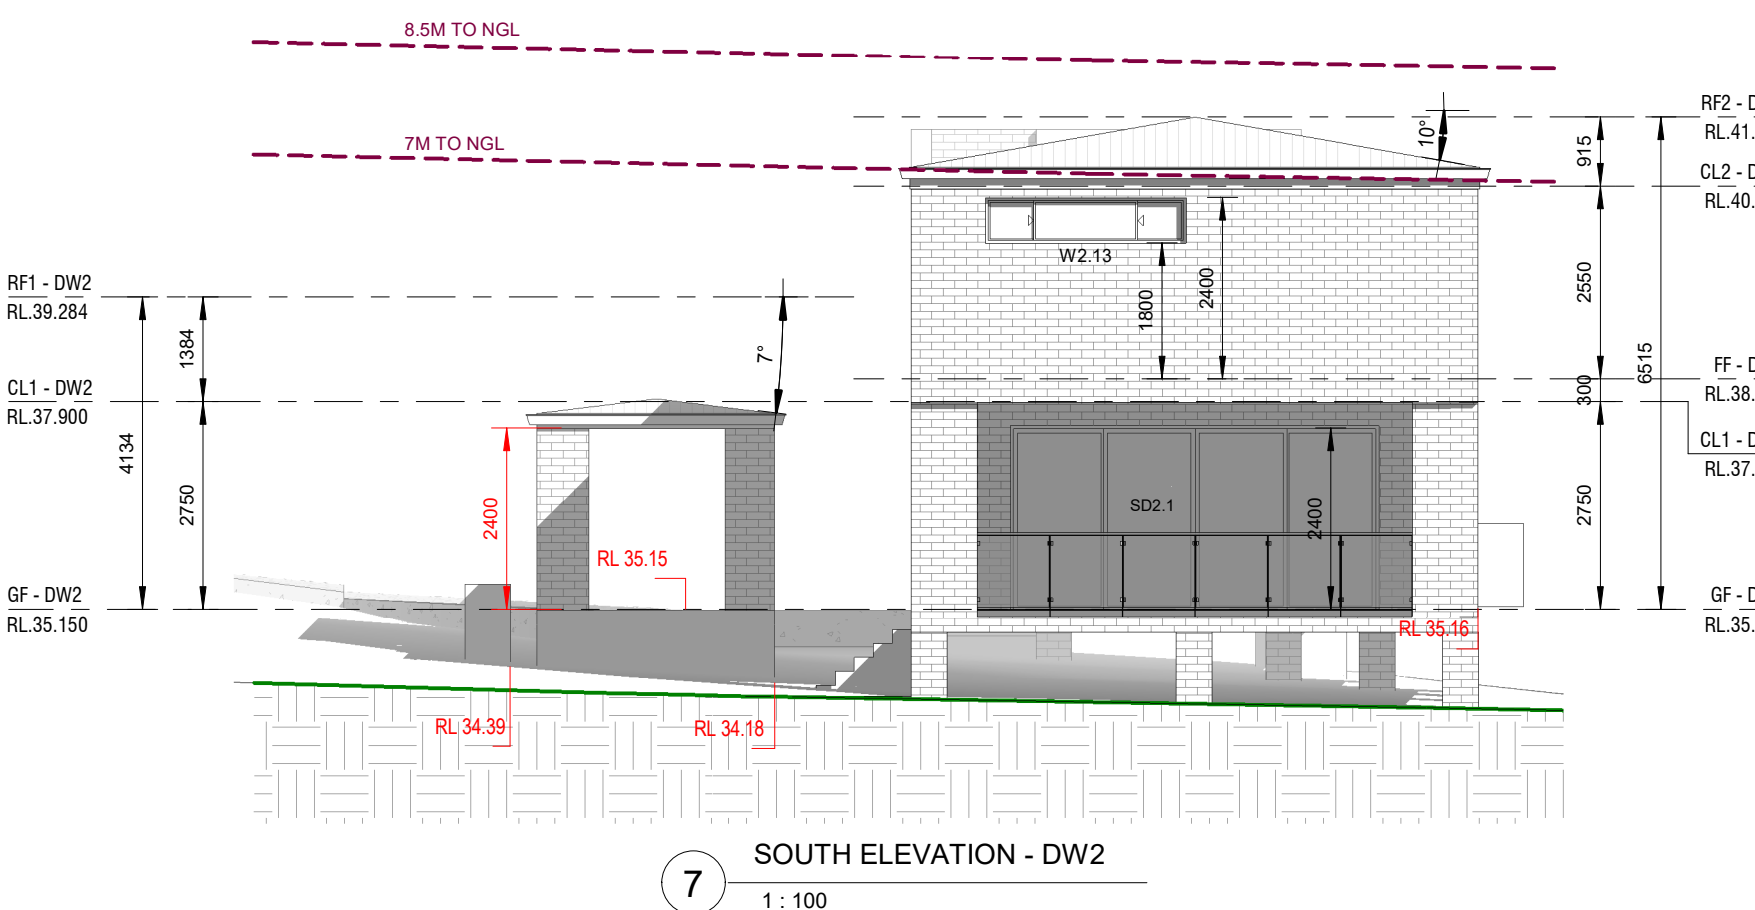 8.5M TO NGL
7M TO NGL
RF2 - D
RL.41.
10°
915
CL2 - D
RL.40.
W2.13
1800
2400
2550
6515
RF1 - DW2
RL.39.284
1384
7°
CL1 - DW2
RL.37.900
4134
2750
FF - D
RL.38.
300
CL1 - D
RL.37.
2400
RL 35.15
SD2.1
2400
2750
GF - DW2
RL.35.150
GF - D
RL.35.
RL 35.16
RL 34.39
RL 34.18
7
SOUTH ELEVATION - DW2
1 : 100